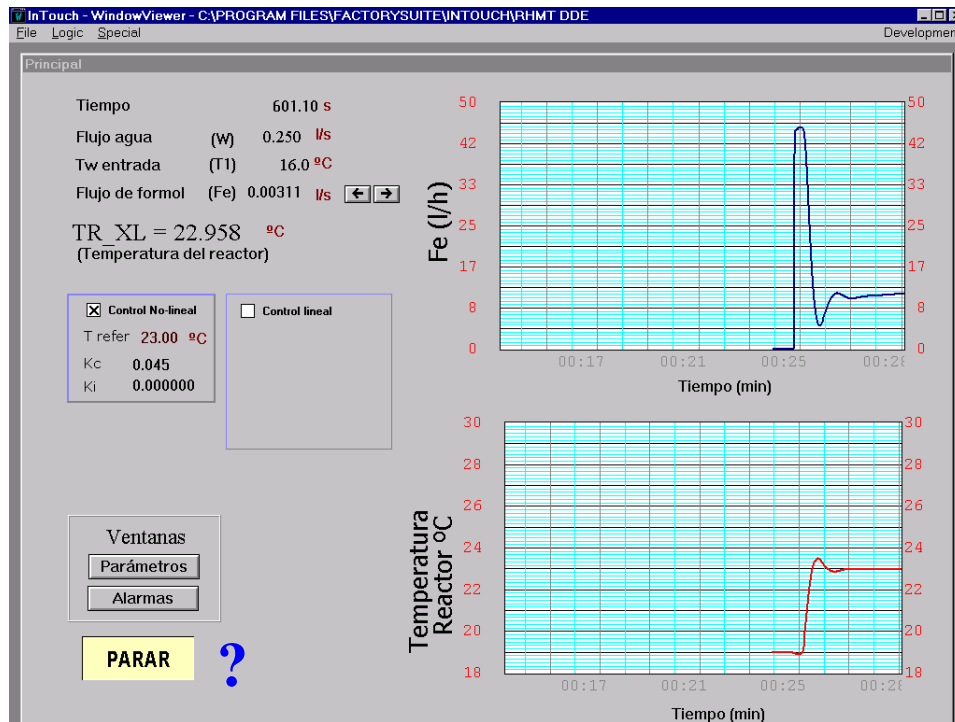 InTouch - WindowViewer - C:\PROGRAM FILES\FACTORYSUITE\INTOUCH\RHMT DDE
File Logic Special Developmen
Principal
Tiempo 601.10 s
Flujo agua (W) 0.250 l/s
Tw entrada (T1) 16.0 ºC
Flujo de formol (Fe) 0.00311 l/s
TR_XL = 22.958 ºC
(Temperatura del reactor)
Control No-lineal
T refer 23.00 ºC
Kc 0.045
Ki 0.000000
Control lineal
Ventanas
Parámetros
Alarmas
PARAR
?
Fe (l/h)
50 50
42 42
33 33
25 25
17 17
8 8
0 0
00:17 00:21 00:25 00:28
Tiempo (min)
Temperatura
Reactor ºC
30 30
28 28
26 26
24 24
22 22
20 20
18 18
00:17 00:21 00:25 00:28
Tiempo (min)